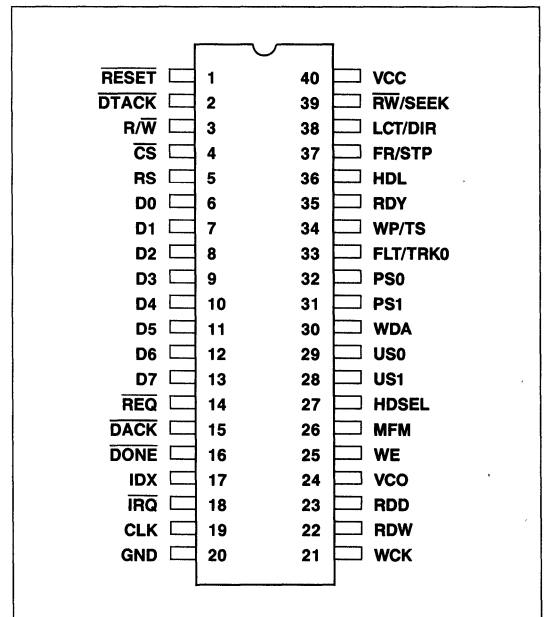 RESET 1 40 VCC
DTACK 2 39 RW/SEEK
R/W 3 38 LCT/DIR
CS 4 37 FR/STP
RS 5 36 HDL
D0 6 35 RDY
D1 7 34 WP/TS
D2 8 33 FLT/TRK0
D3 9 32 PS0
D4 10 31 PS1
D5 11 30 WDA
D6 12 29 US0
D7 13 28 US1
REQ 14 27 HDSEL
DACK 15 26 MFM
DONE 16 25 WE
IDX 17 24 VCO
IRQ 18 23 RDD
CLK 19 22 RDW
GND 20 21 WCK